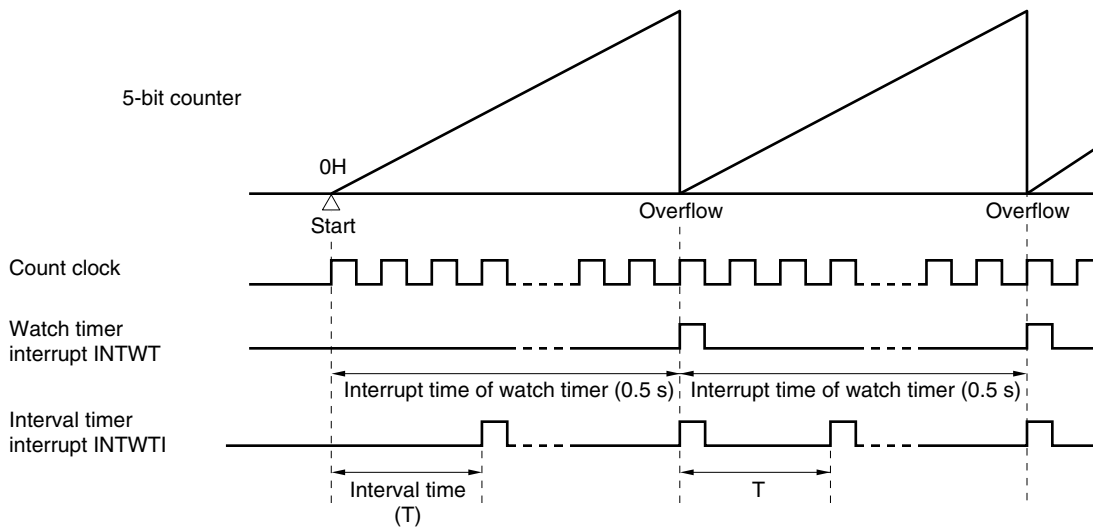 5-bit counter
0H
Start
Overflow
Overflow
Count clock
Watch timer
interrupt INTWT
Interrupt time of watch timer (0.5 s)
Interrupt time of watch timer (0.5 s)
Interval timer
interrupt INTWTI
Interval time
(T)
T